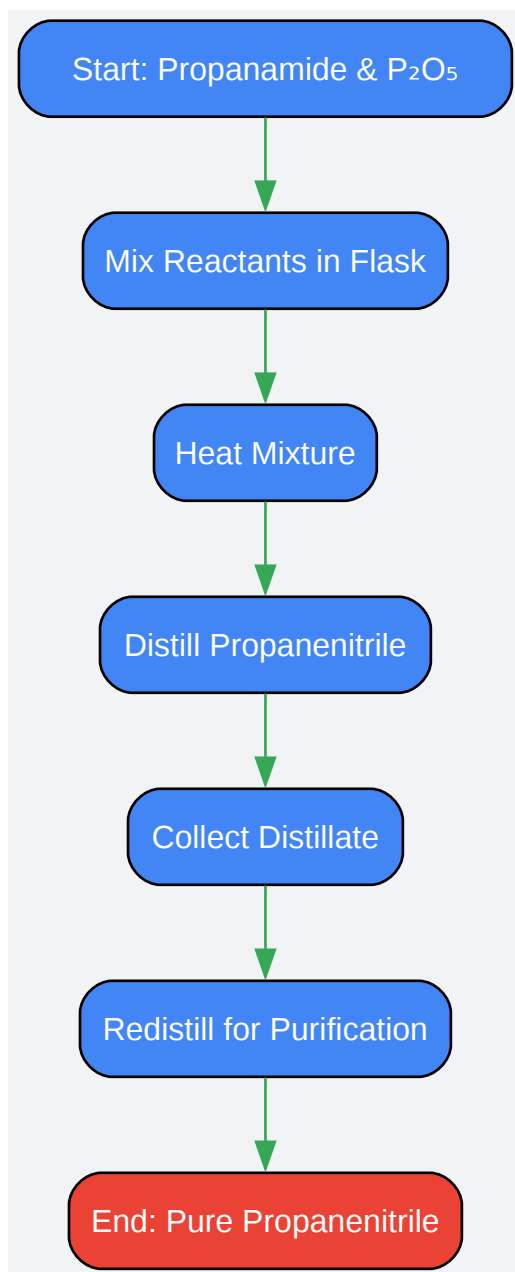 Start: Propanamide & P₂O₅
Mix Reactants in Flask
Heat Mixture
Distill Propanenitrile
Collect Distillate
Redistill for Purification
End: Pure Propanenitrile